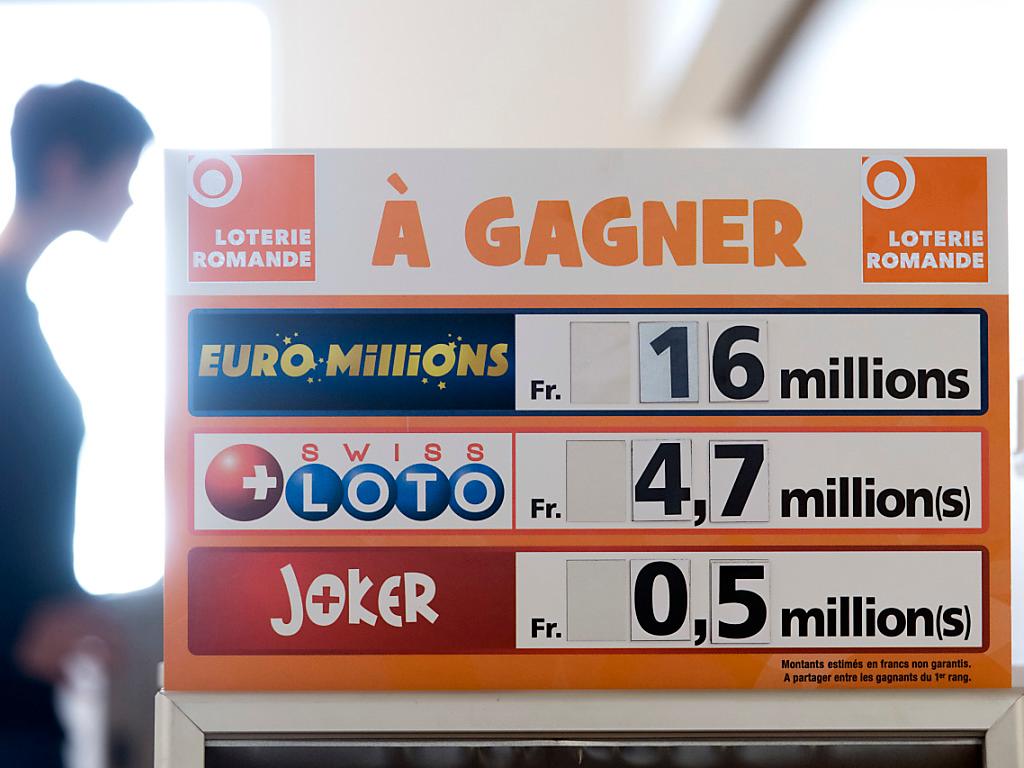 LOTERIE
ROMANDE
À GAGNER
LOTERIE
ROMANDE
EURO MilliONS Fr. 16 millions
SWISS
LOTO Fr. 4,7 million(s)
JOKER Fr. 0,5 million(s)
Montants estimés en francs non garantis.
A partager entre les gagnants du 1er rang.